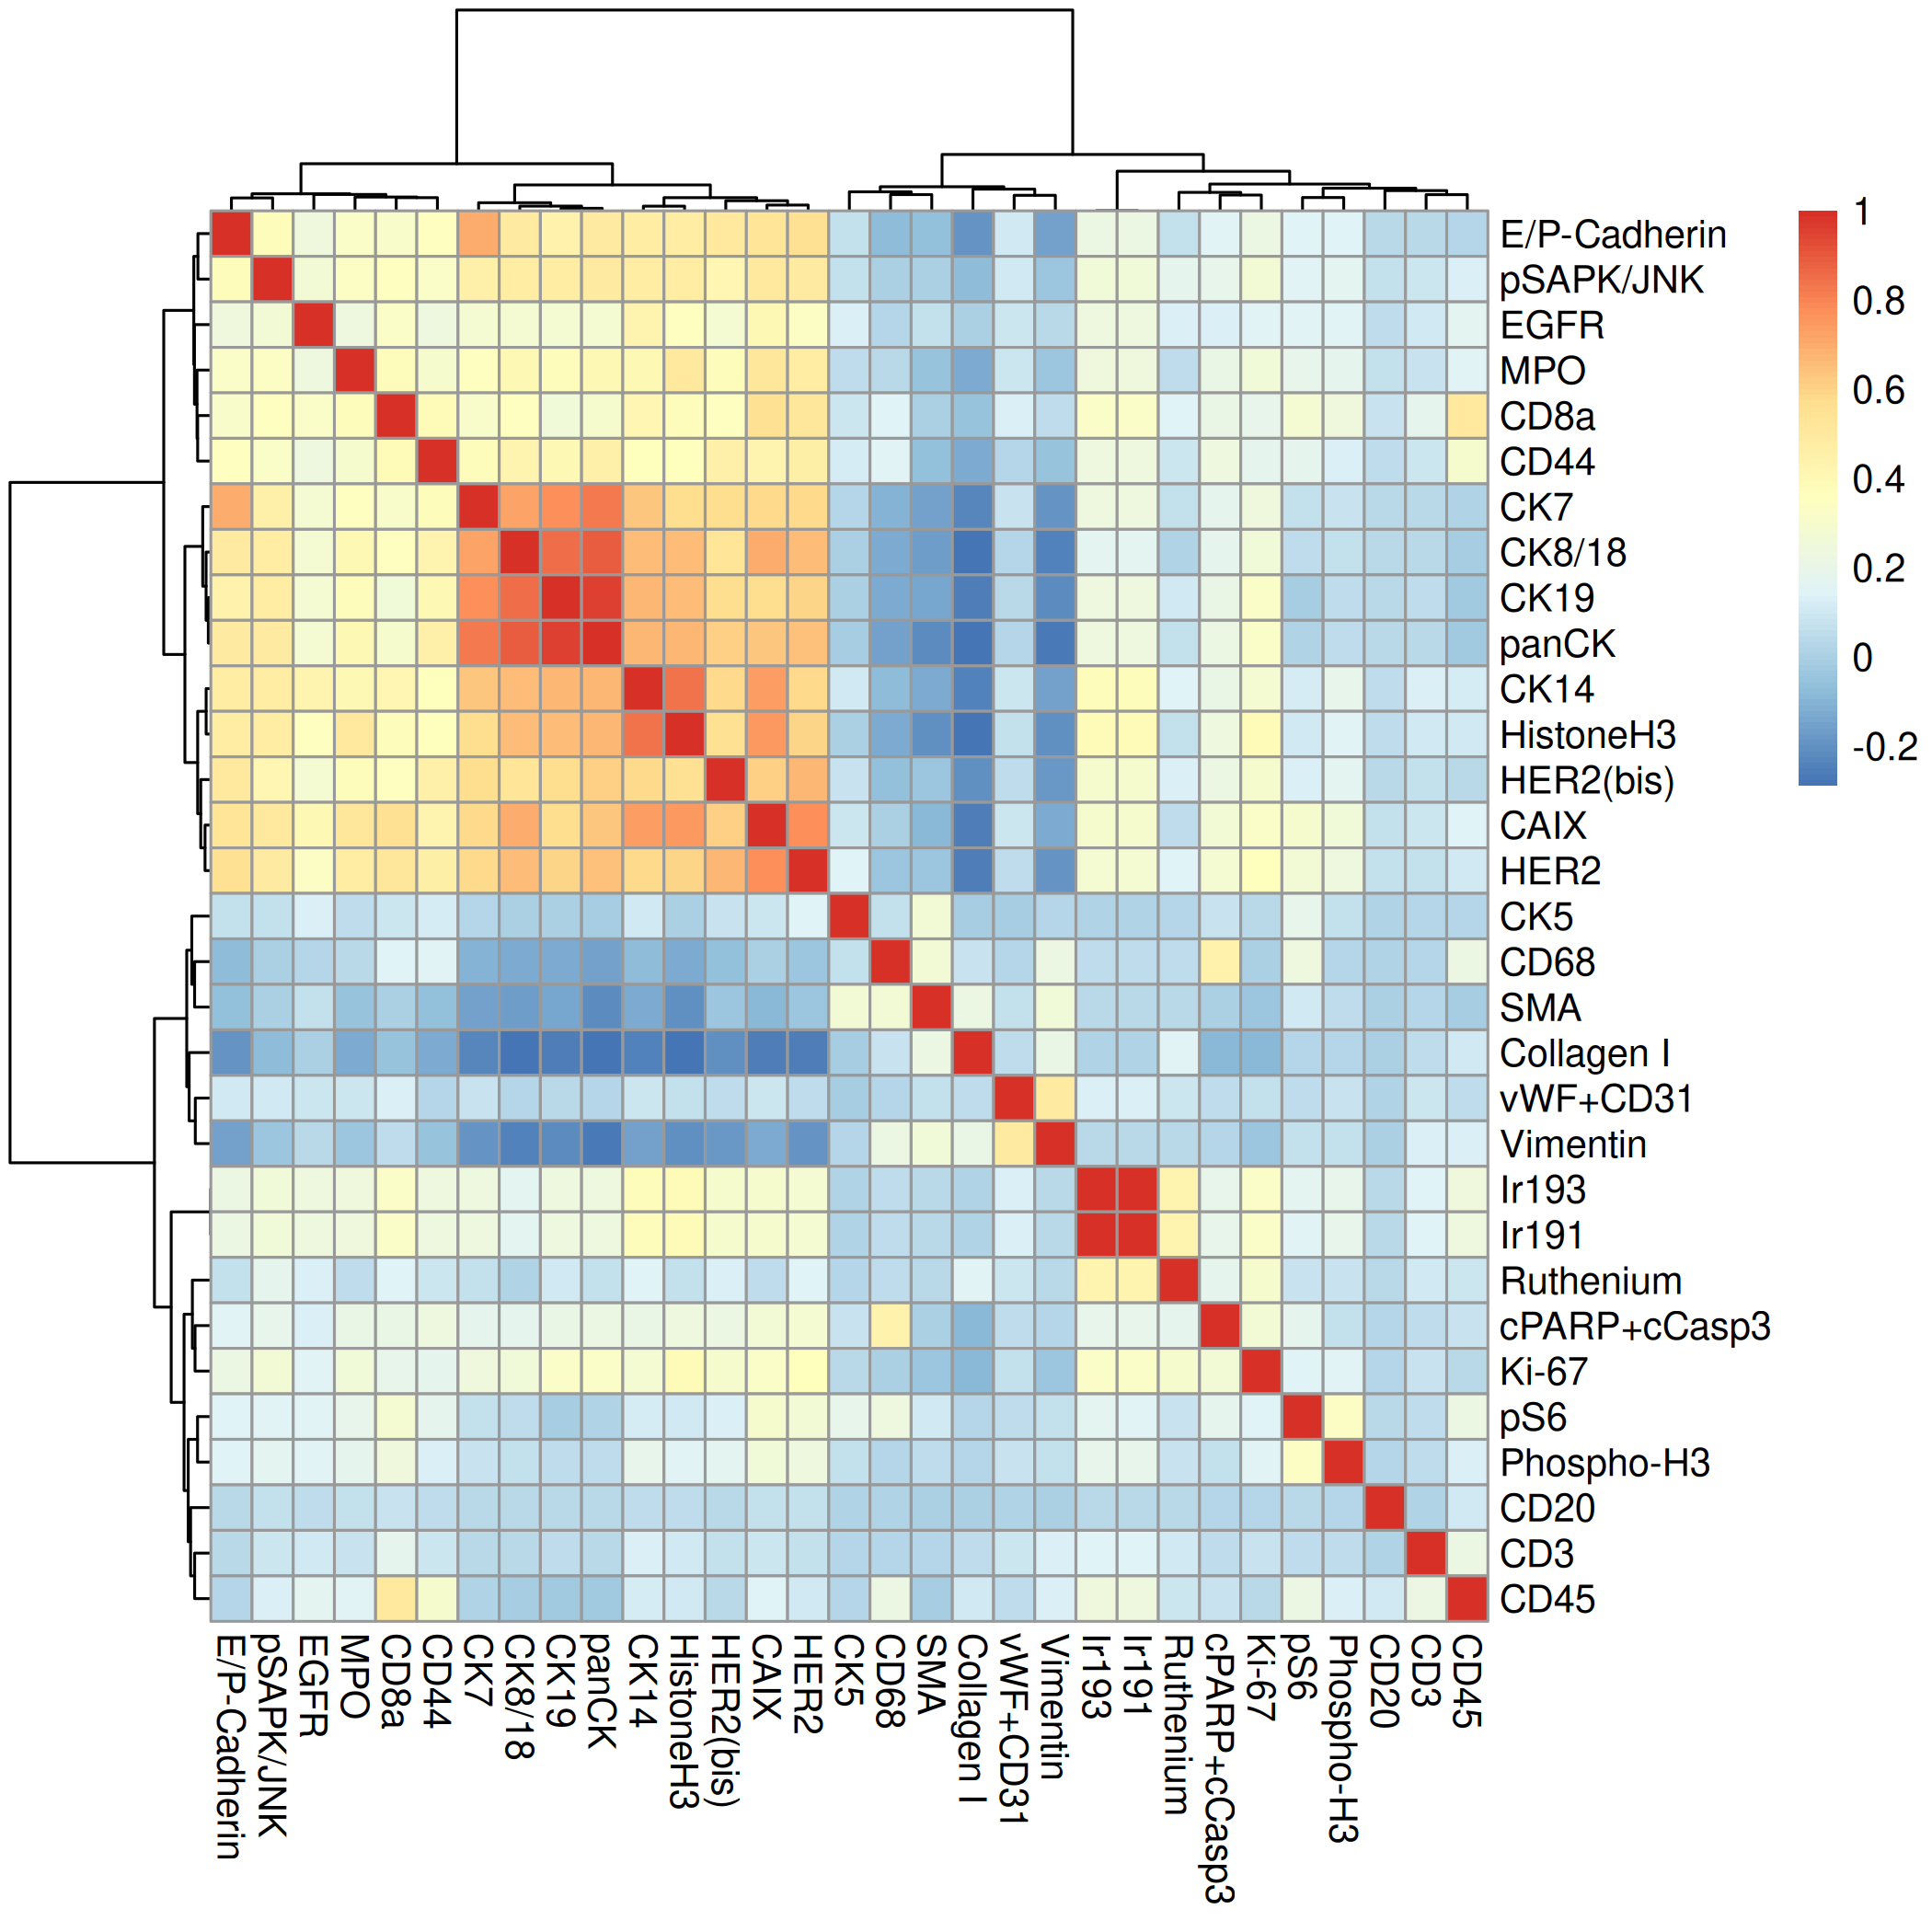 E/P-Cadherin
pSAPK/JNK
EGFR
MPO
CD8a
CD44
CK7
CK8/18
CK19
panCK
CK14
HistoneH3
HER2(bis)
CAIX
HER2
CK5
CD68
SMA
Collagen I
vWF+CD31
Vimentin
Ir193
Ir191
Ruthenium
cPARP+cCasp3
Ki-67
pS6
Phospho-H3
CD20
CD3
CD45
1
0.8
0.6
0.4
0.2
0
-0.2
E/P-Cadherin
pSAPK/JNK
EGFR
MPO
CD8a
CD44
CK7
CK8/18
CK19
panCK
CK14
HistoneH3
HER2(bis)
CAIX
HER2
CK5
CD68
SMA
Collagen I
vWF+CD31
Vimentin
Ir193
Ir191
Ruthenium
cPARP+cCasp3
Ki-67
pS6
Phospho-H3
CD20
CD3
CD45